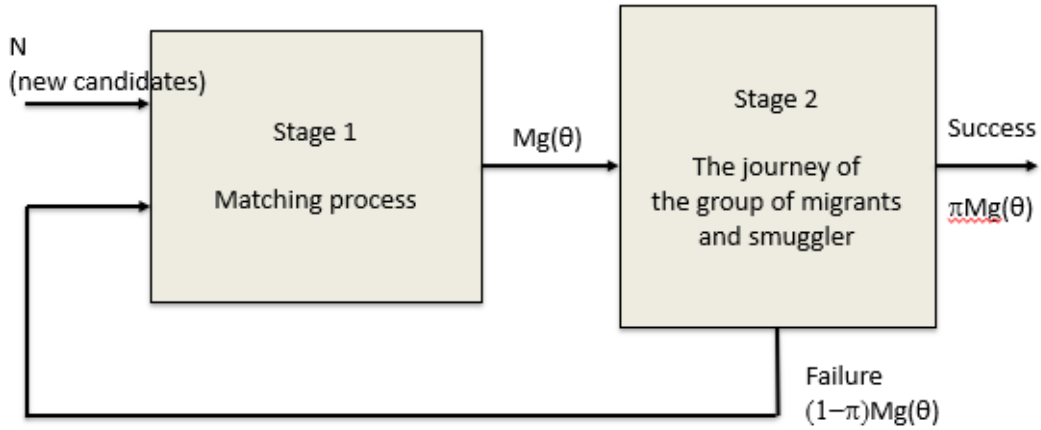 N
(new candidates)
Stage 1
Matching process
Mg(θ)
Stage 2
The journey of
the group of migrants
and smuggler
Success
πMg(θ)
Failure
(1−π)Mg(θ)